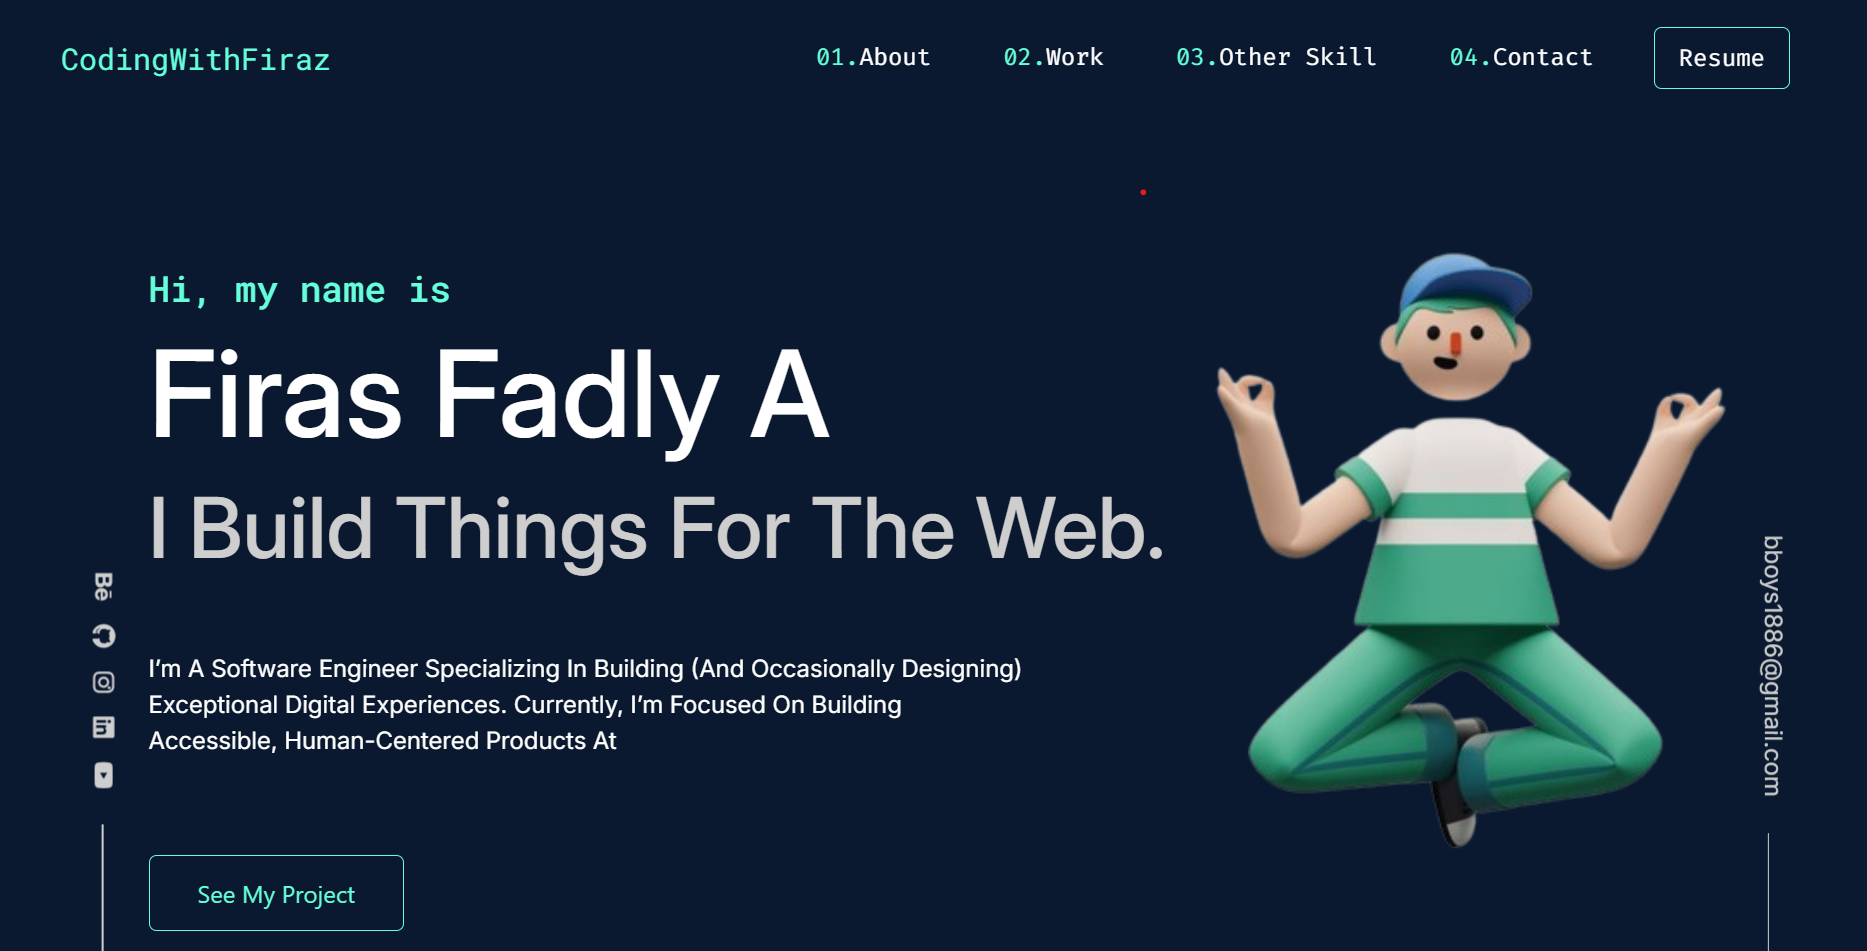 CodingWithFiraz
01.About 02.Work 03.Other Skill 04.Contact Resume
Hi, my name is
Firas Fadly A
I Build Things For The Web.
I’m A Software Engineer Specializing In Building (And Occasionally Designing)
Exceptional Digital Experiences. Currently, I’m Focused On Building
Accessible, Human-Centered Products At
See My Project
Bē
in
bboys1886@gmail.com